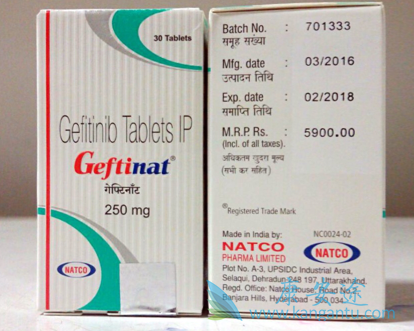 30 Tablets
Gefitinib Tablets IP
Geftinat®
गेफ्टिनॉट
250 mg
NATCO
Batch No. : 701333
समूह संख्या
Mfg. date : 03/2016
उत्पादन तिथि
Exp. date : 02/2018
समाप्ति तिथि
M.R.P. Rs. : 5900.00
(Incl. of all taxes).
अधिकतम खुदरा मूल्य
(सभी कर सहित)
®Registered Trade Mark
Made in India by: NC0024-02
NATCO
PHARMA LIMITED
NATCO
Plot No. A-3, UPSIDC Industrial Area,
Selaqui, Dehradun-248 197, Uttarakhand.
Regd. Office: Natco House, Road No.2,
Banjara Hills, Hyderabad - 500 034.
www.kangantu.com